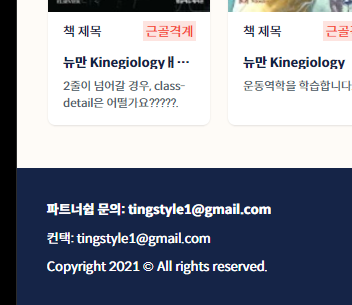 책 제목 근골격계
뉴만 Kinegiologyㅐ…
2줄이 넘어갈 경우, class-
detail은 어떨기요?????.
책 제목 근골격
뉴만 Kinegiology
운동역학을 학습합니다
파트너쉽 문의: tingstyle1@gmail.com
컨택: tingstyle1@gmail.com
Copyright 2021 © All rights reserved.